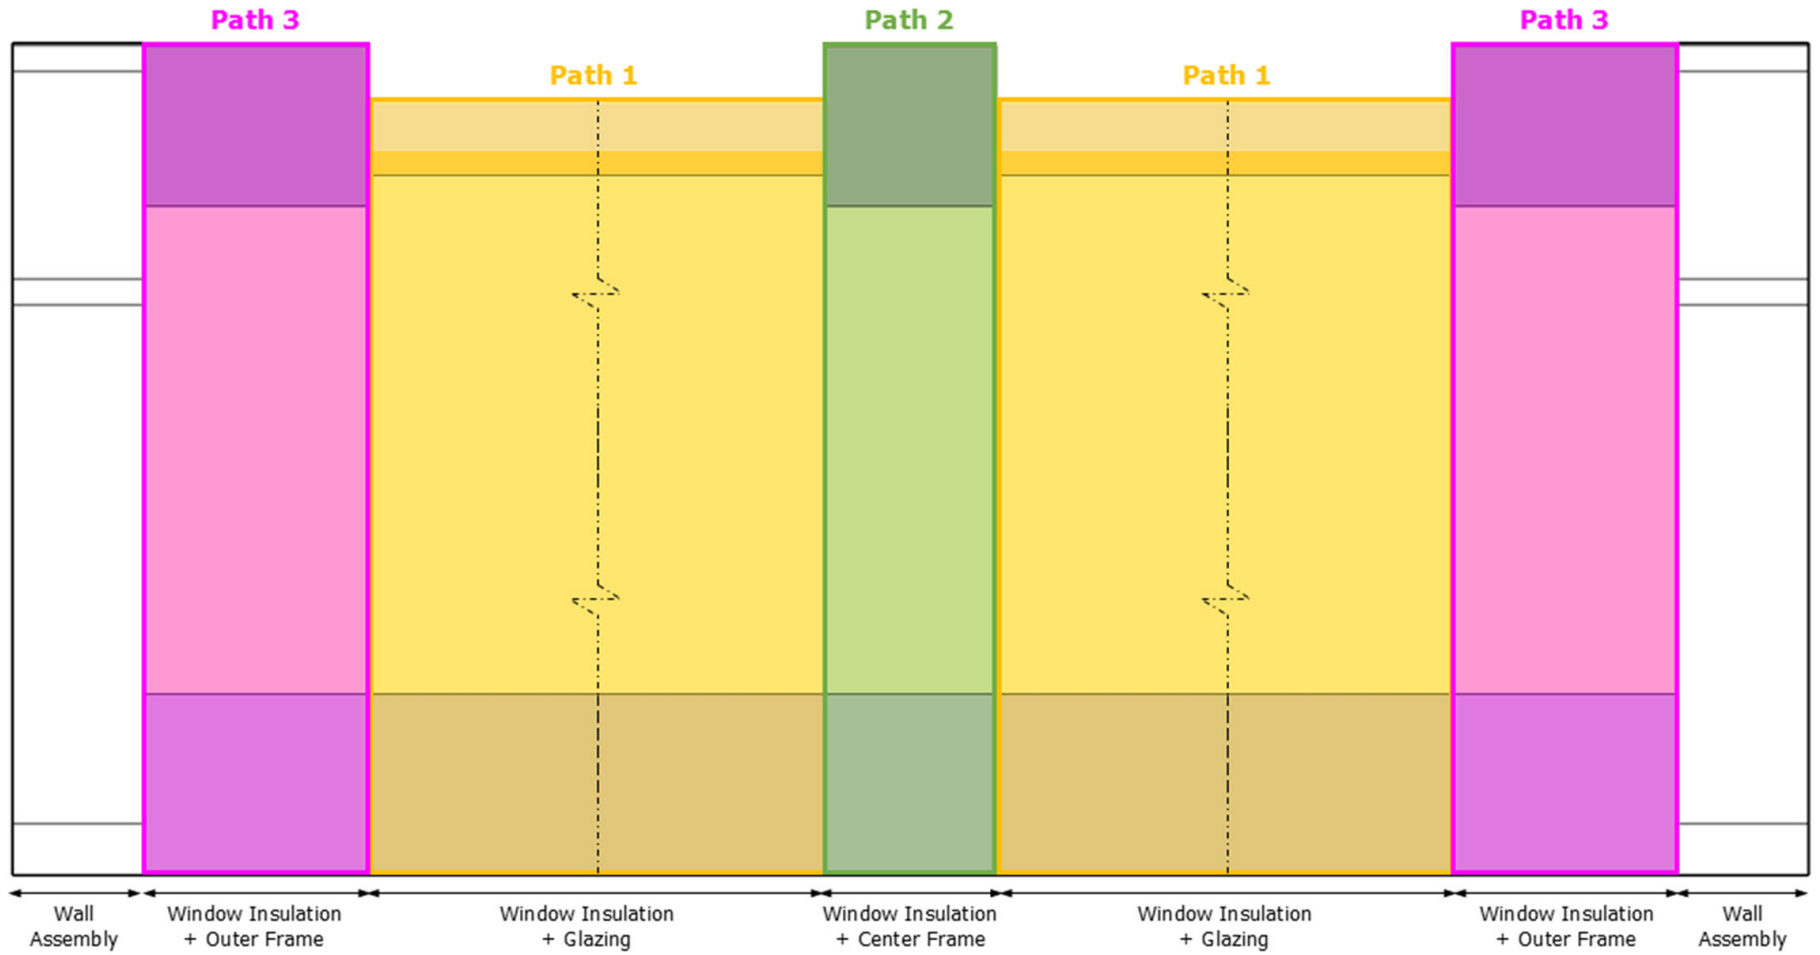 Path 3
Path 2
Path 3
Path 1
Path 1
Wall
Assembly
Window Insulation
+ Outer Frame
Window Insulation
+ Glazing
Window Insulation
+ Center Frame
Window Insulation
+ Glazing
Window Insulation
+ Outer Frame
Wall
Assembly